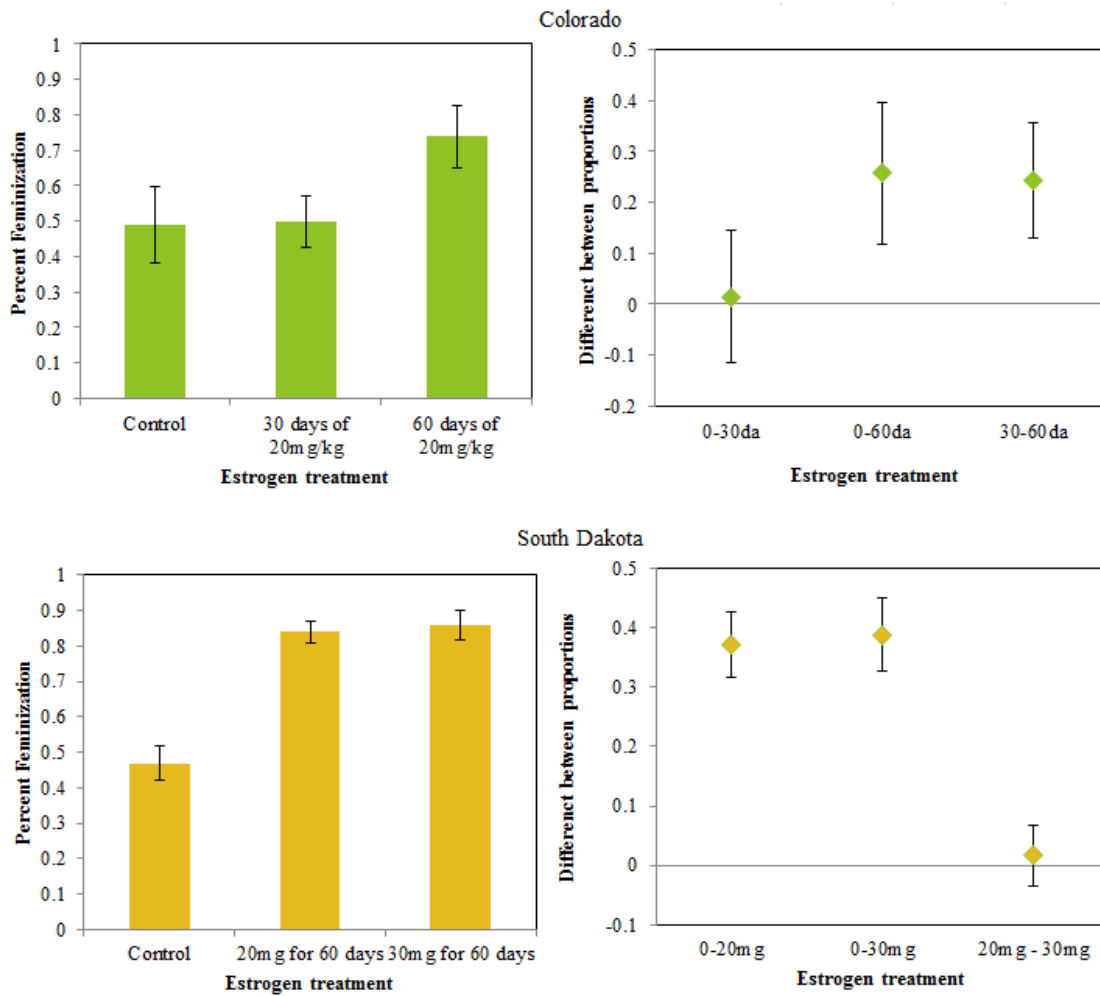 Colorado
Percent Feminization
1
0.9
0.8
0.7
0.6
0.5
0.4
0.3
0.2
0.1
0
Control
30 days of
20mg/kg
60 days of
20mg/kg
Estrogen treatment
Differenct between proportions
0.5
0.4
0.3
0.2
0.1
0
-0.1
-0.2
0-30da
0-60da
30-60da
Estrogen treatment
South Dakota
Percent Feminization
1
0.9
0.8
0.7
0.6
0.5
0.4
0.3
0.2
0.1
0
Control
20mg for 60 days
30mg for 60 days
Estrogen treatment
Differenct between proportions
0.5
0.4
0.3
0.2
0.1
0
-0.1
0-20mg
0-30mg
20mg - 30mg
Estrogen treatment